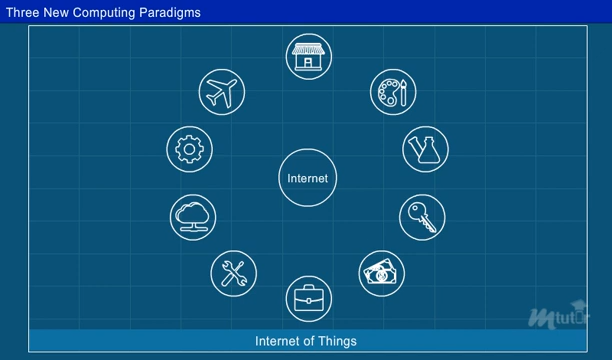 Three New Computing Paradigms
Internet
Mtutor
Internet of Things